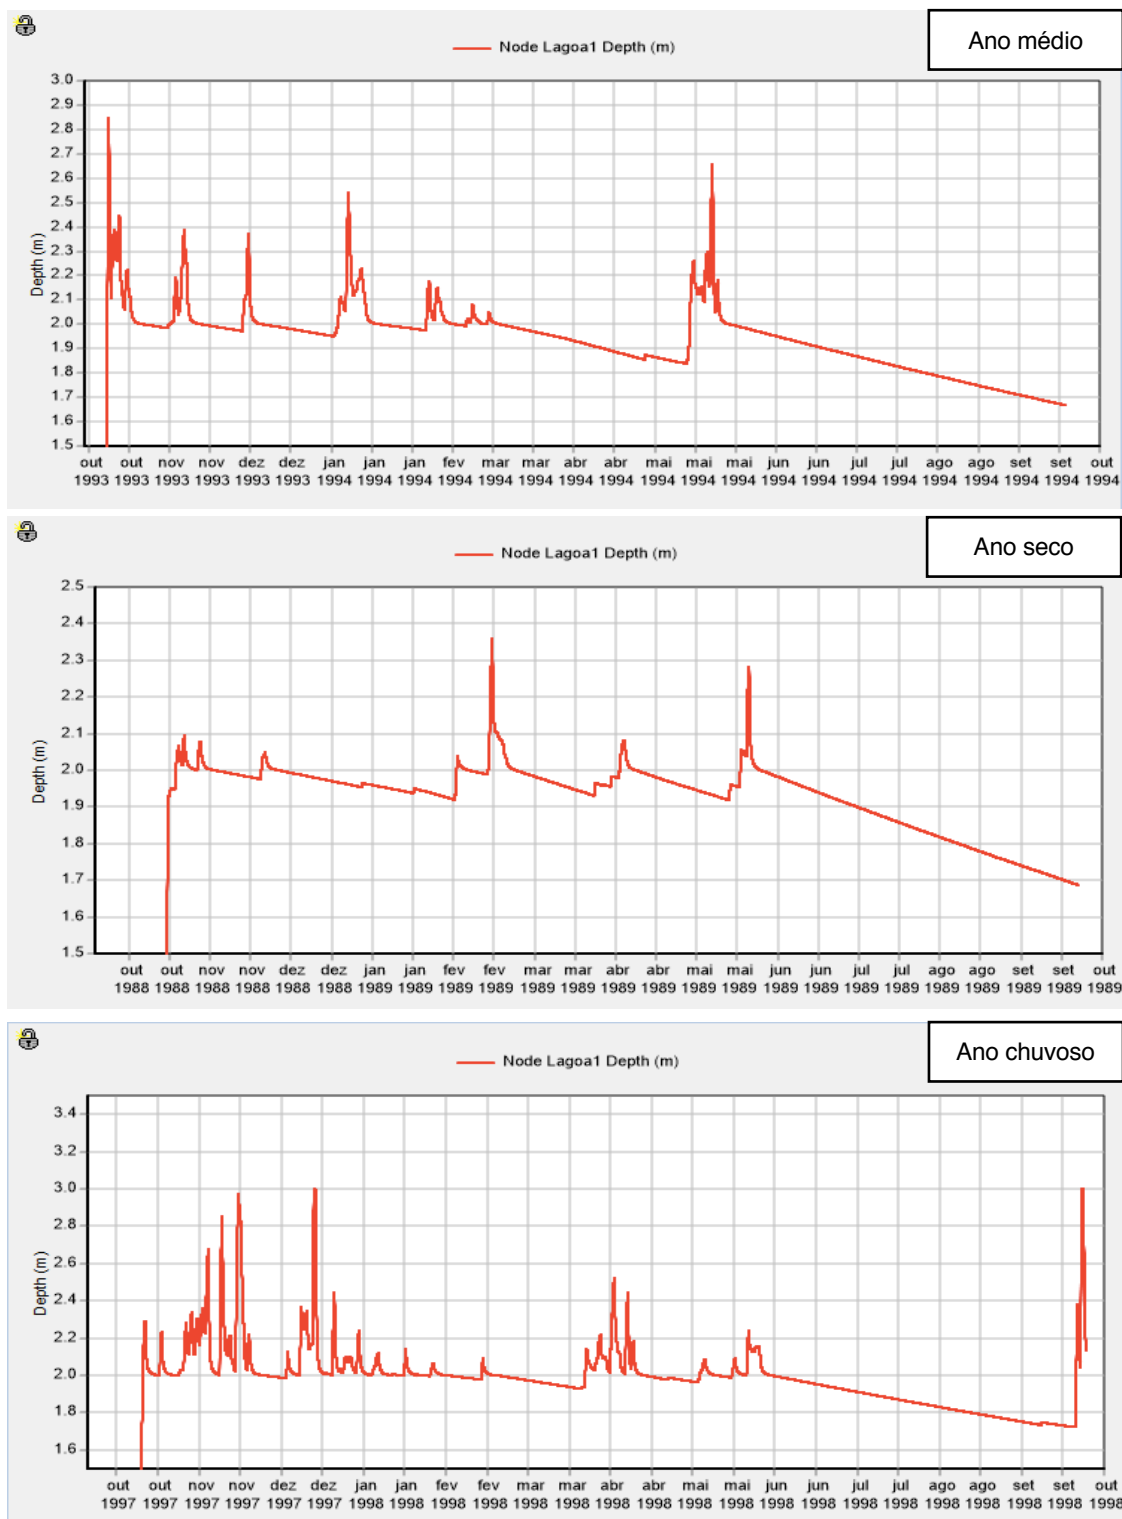 Ano médio
Node Lagoa1 Depth (m)
3.0
2.9
2.8
2.7
2.6
2.5
2.4
2.3
2.2
2.1
2.0
1.9
1.8
1.7
1.6
1.5
Depth (m)
out out nov nov dez dez jan jan jan fev mar mar abr abr mai mai mai jun jun jul jul ago ago set set out
1993 1993 1993 1993 1993 1993 1994 1994 1994 1994 1994 1994 1994 1994 1994 1994 1994 1994 1994 1994 1994 1994 1994 1994 1994 1994
Ano seco
Node Lagoa1 Depth (m)
2.5
2.4
2.3
2.2
2.1
2.0
1.9
1.8
1.7
1.6
1.5
Depth (m)
out out nov nov dez dez jan jan fev fev mar mar abr abr mai mai jun jun jul jul ago ago set set out
1988 1988 1988 1988 1988 1988 1989 1989 1989 1989 1989 1989 1989 1989 1989 1989 1989 1989 1989 1989 1989 1989 1989 1989 1989
Ano chuvoso
Node Lagoa1 Depth (m)
3.4
3.2
3.0
2.8
2.6
2.4
2.2
2.0
1.8
1.6
Depth (m)
out out nov nov dez dez jan jan fev fev mar mar abr abr mai mai jun jun jul jul ago ago set set out
1997 1997 1997 1997 1997 1997 1998 1998 1998 1998 1998 1998 1998 1998 1998 1998 1998 1998 1998 1998 1998 1998 1998 1998 1998